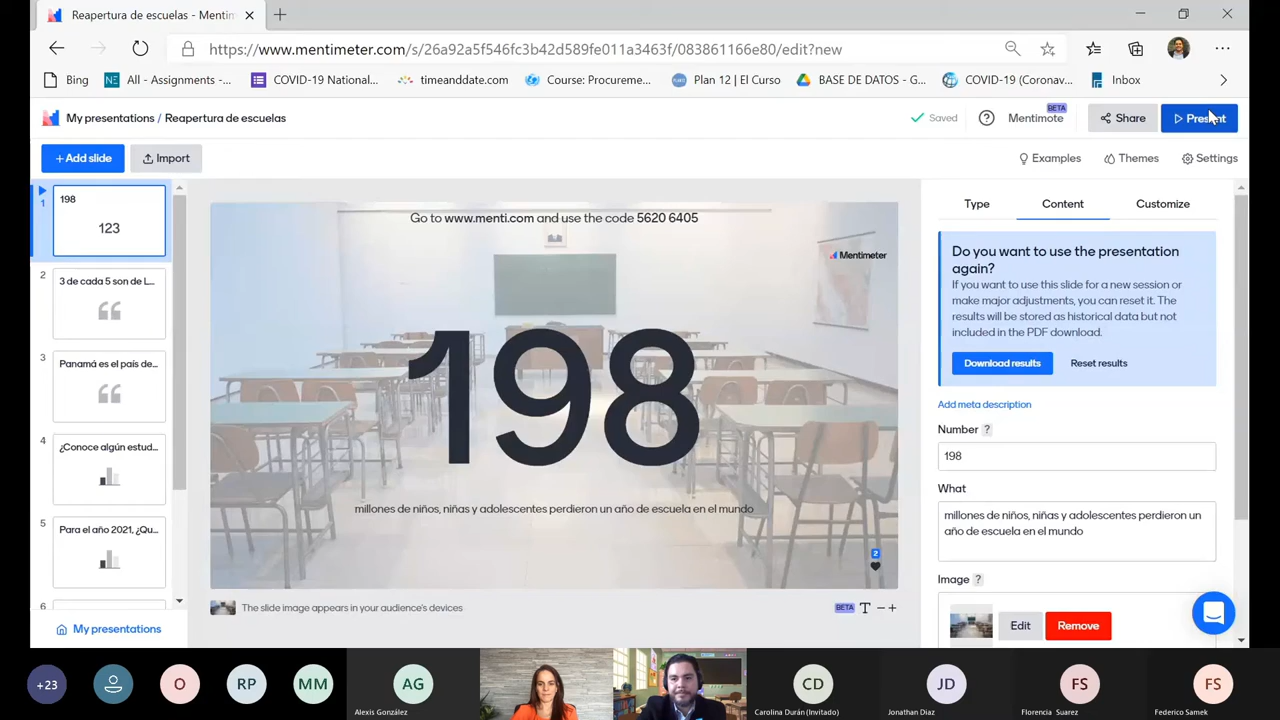 Reapertura de escuelas - Mentin
https://www.mentimeter.com/s/26a92a5f546fc3b42d589fe011a3463f/083861166e80/edit?new
Bing
All - Assignments -...
COVID-19 National...
timeanddate.com
Course: Procureme...
Plan 12 | El Curso
BASE DE DATOS - G...
COVID-19 (Coronav...
Inbox
My presentations / Reapertura de escuelas
Saved
?
Mentimote
BETA
Share
Present
+ Add slide
Import
Examples
Themes
Settings
1
198
123
2
3 de cada 5 son de L...
3
Panamá es el país de...
4
¿Conoce algún estud...
5
Para el año 2021, ¿Qu...
6
My presentations
Go to www.menti.com and use the code 5620 6405
Mentimeter
198
millones de niños, niñas y adolescentes perdieron un año de escuela en el mundo
2
The slide image appears in your audience's devices
BETA
T
Type
Content
Customize
Do you want to use the presentation
again?
If you want to use this slide for a new session or
make major adjustments, you can reset it. The
results will be stored as historical data but not
included in the PDF download.
Download results
Reset results
Add meta description
Number ?
198
What
millones de niños, niñas y adolescentes perdieron un
año de escuela en el mundo
Image ?
Edit
Remove
+23
O
RP
MM
AG
Alexis González
CD
Carolina Durán (Invitado)
JD
Jonathan Diaz
FS
Florencia Suarez
FS
Federico Samek